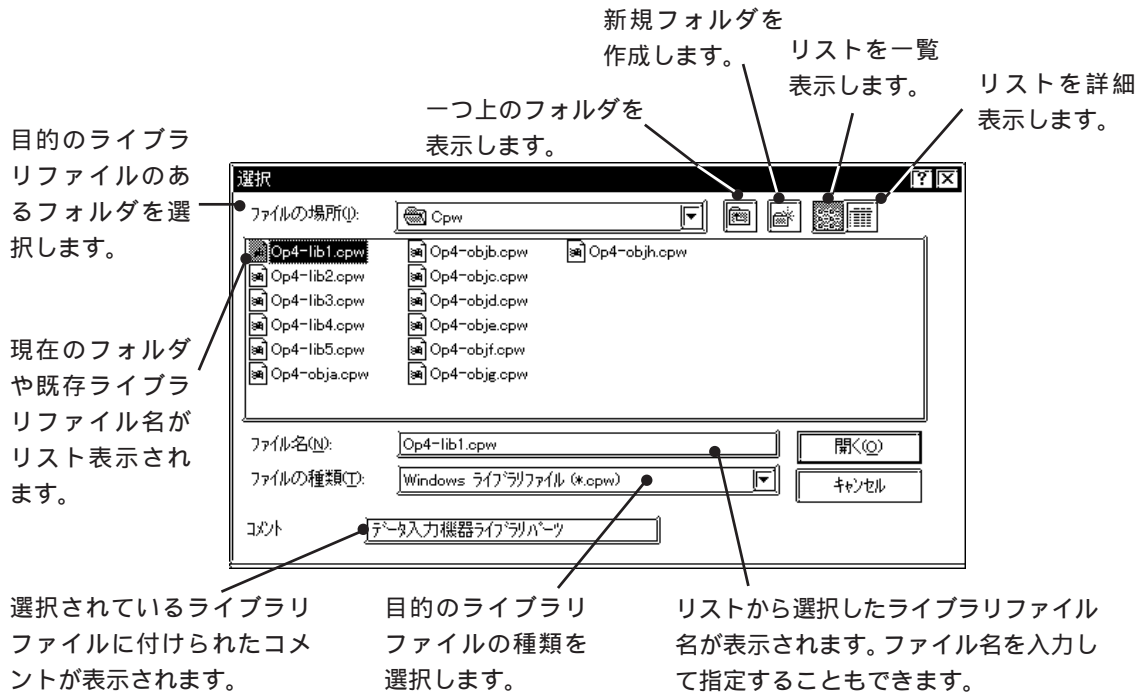 新規フォルダを
作成します。
リストを一覧
表示します。
リストを詳細
表示します。
一つ上のフォルダを
表示します。
目的のライブラ
リファイルのあ
るフォルダを選
択します。
現在のフォルダ
や既存ライブラ
リファイル名が
リスト表示され
ます。
選択
ファイルの場所(I):
Cpw
Op4-lib1.cpw
Op4-lib2.cpw
Op4-lib3.cpw
Op4-lib4.cpw
Op4-lib5.cpw
Op4-obja.cpw
Op4-objb.cpw
Op4-objc.cpw
Op4-objd.cpw
Op4-obje.cpw
Op4-objf.cpw
Op4-objg.cpw
Op4-objh.cpw
ファイル名(N):
Op4-lib1.cpw
開く(O)
ファイルの種類(T):
Windows ライブラリファイル (*.cpw)
キャンセル
コメント
データ入力機器ライブラリパーツ
選択されているライブラリ
ファイルに付けられたコメ
ントが表示されます。
目的のライブラリ
ファイルの種類を
選択します。
リストから選択したライブラリファイル
名が表示されます。ファイル名を入力し
て指定することもできます。